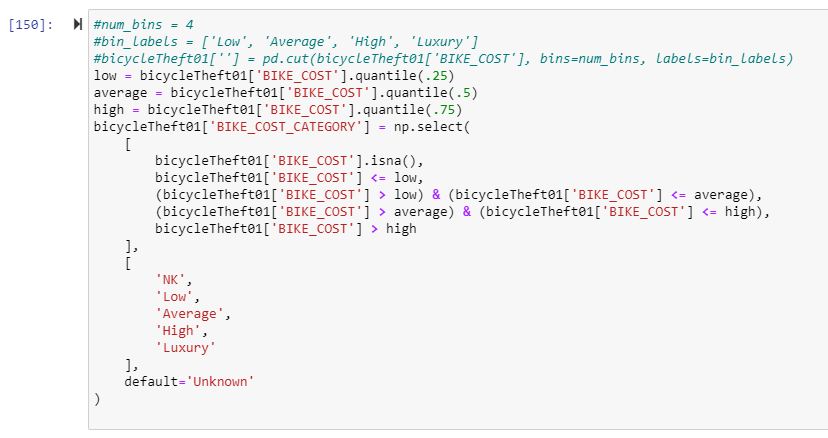 [150]:
#num_bins = 4
#bin_labels = ['Low', 'Average', 'High', 'Luxury']
#bicycleTheft01[''] = pd.cut(bicycleTheft01['BIKE_COST'], bins=num_bins, labels=bin_labels)
low = bicycleTheft01['BIKE_COST'].quantile(.25)
average = bicycleTheft01['BIKE_COST'].quantile(.5)
high = bicycleTheft01['BIKE_COST'].quantile(.75)
bicycleTheft01['BIKE_COST_CATEGORY'] = np.select(
    [
        bicycleTheft01['BIKE_COST'].isna(),
        bicycleTheft01['BIKE_COST'] <= low,
        (bicycleTheft01['BIKE_COST'] > low) & (bicycleTheft01['BIKE_COST'] <= average),
        (bicycleTheft01['BIKE_COST'] > average) & (bicycleTheft01['BIKE_COST'] <= high),
        bicycleTheft01['BIKE_COST'] > high
    ],
    [
        'NK',
        'Low',
        'Average',
        'High',
        'Luxury'
    ],
    default='Unknown'
)